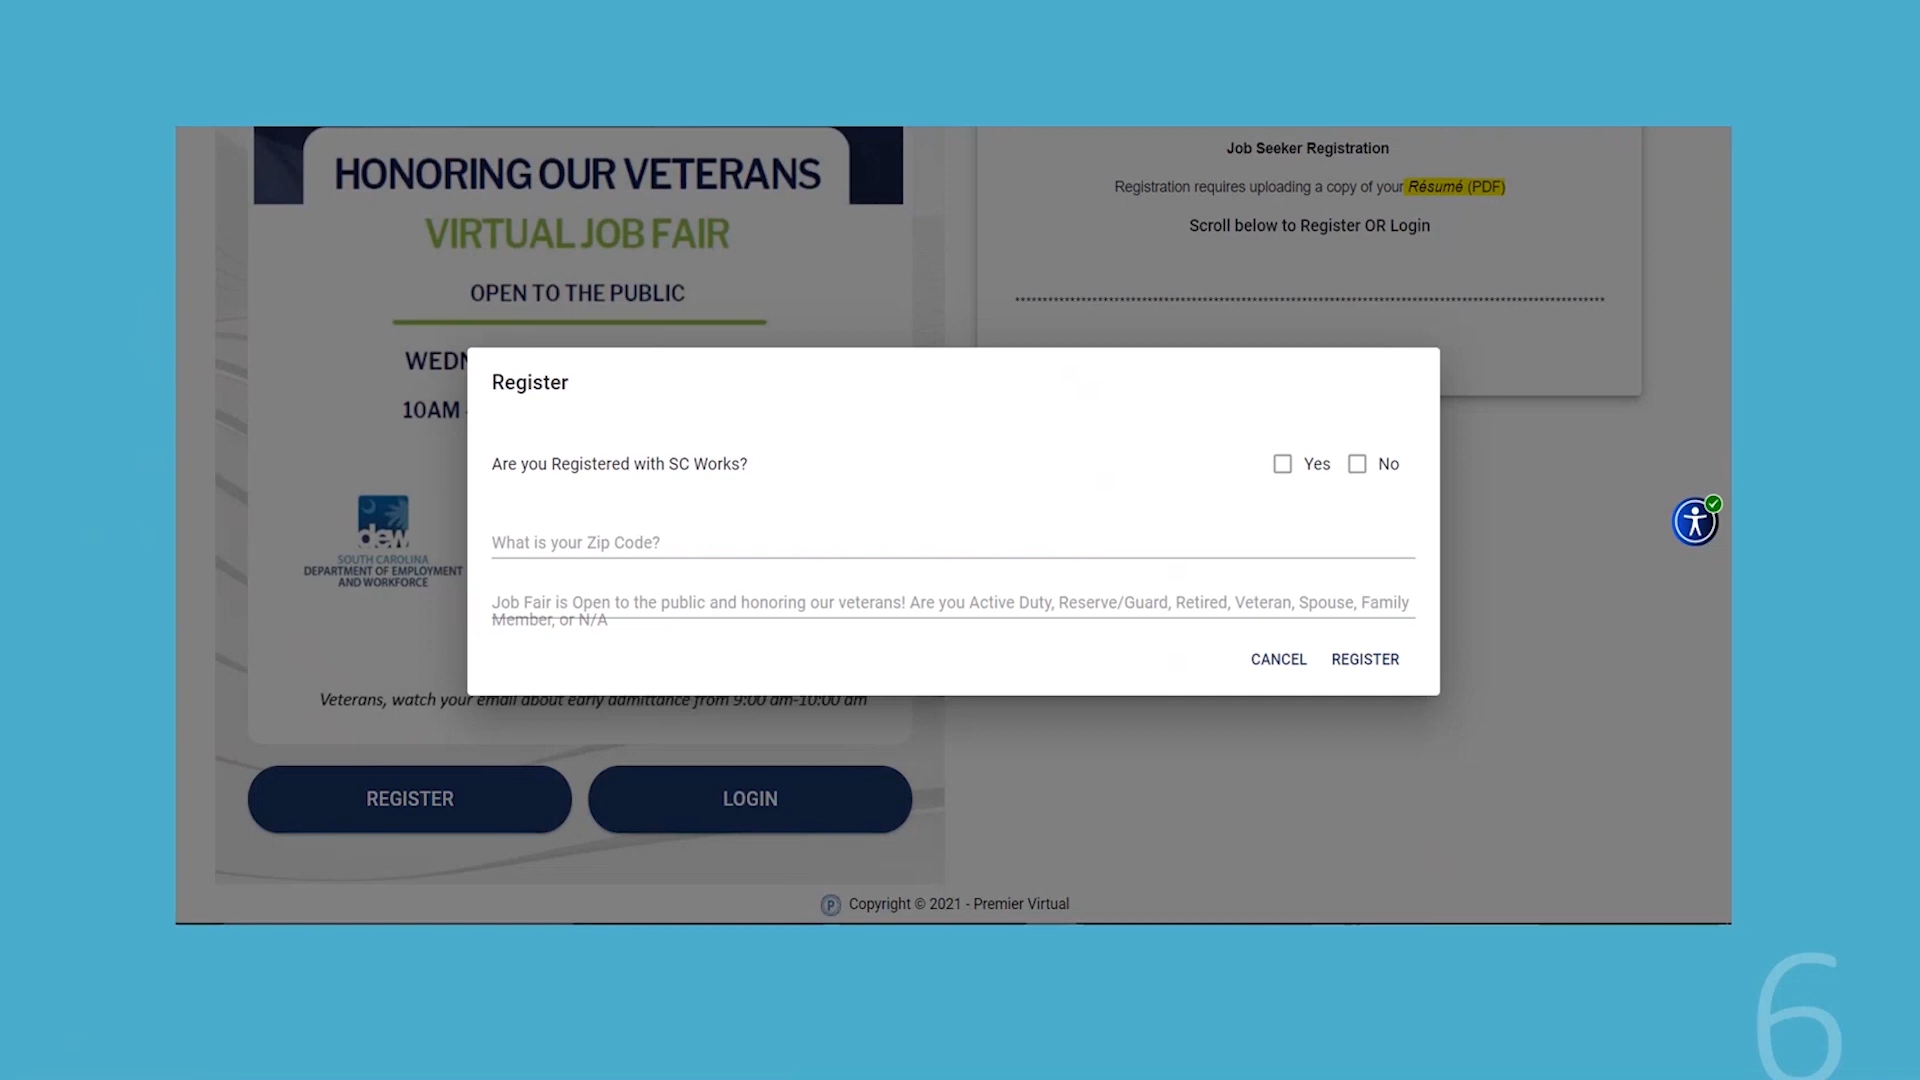 HONORING OUR VETERANS
VIRTUAL JOB FAIR
OPEN TO THE PUBLIC
10AM
dew
SOUTH CAROLINA
DEPARTMENT OF EMPLOYMENT
AND WORKFORCE
Veterans, watch your email about early admittance from 9:00 am-10:00 am
REGISTER
LOGIN
Job Seeker Registration
Registration requires uploading a copy of your Résumé (PDF)
Scroll below to Register OR Login
********************************************************************************************************
Register
Are you Registered with SC Works?
Yes
No
What is your Zip Code?
Job Fair is Open to the public and honoring our veterans! Are you Active Duty, Reserve/Guard, Retired, Veteran, Spouse, Family
Member, or N/A
CANCEL
REGISTER
P
Copyright © 2021 - Premier Virtual
6